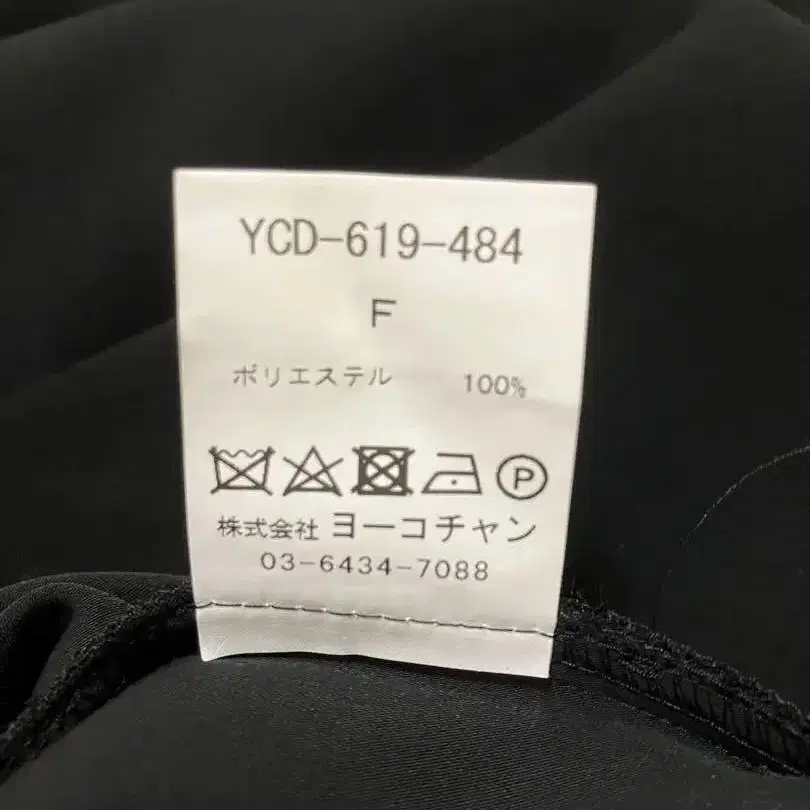 YCD-619-484
F
ポリエステル 100%
P
株式会社 ヨーコチャン
03-6434-7088